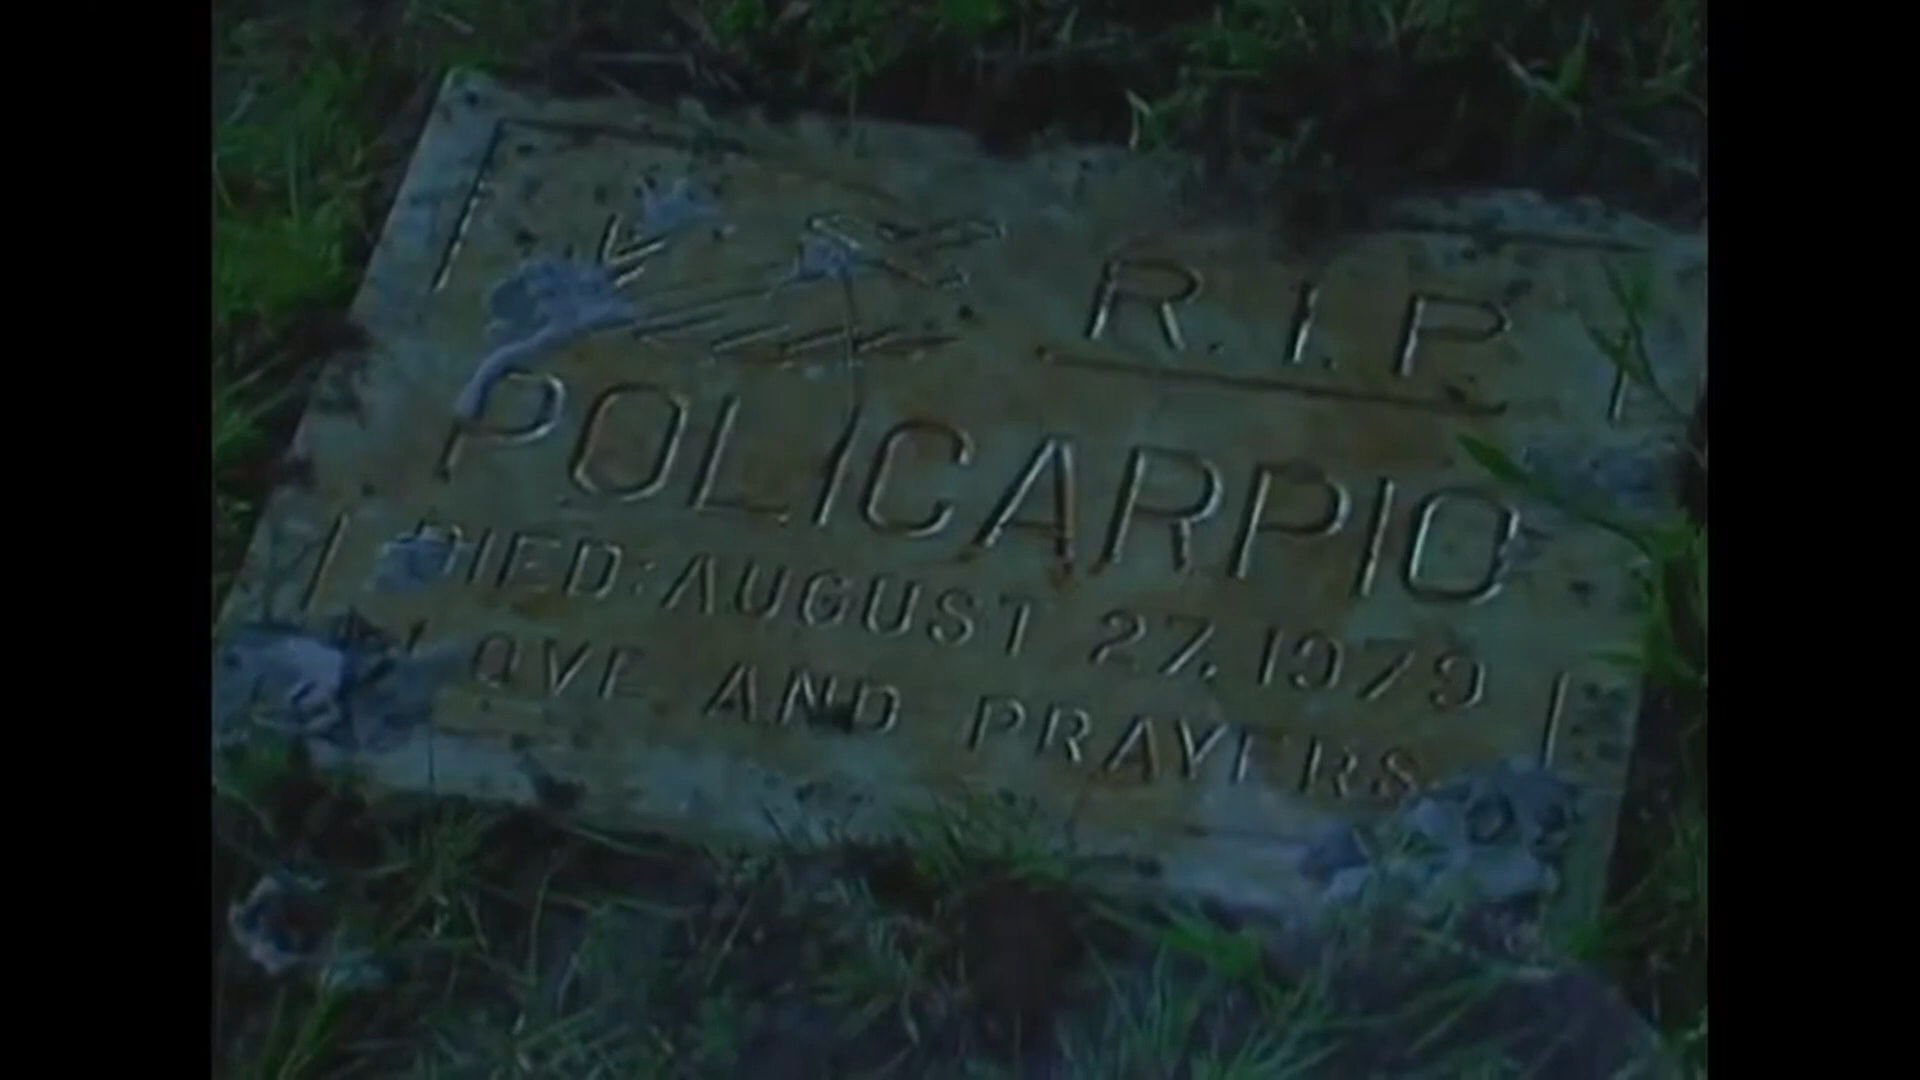 R.I.P.
POLICARPIO
DIED: AUGUST 27, 1979
LOVE AND PRAYERS